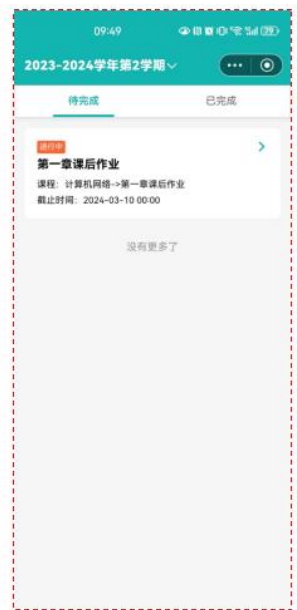 09:49
2023-2024学年第2学期
待完成 已完成
进行中
第一章课后作业
课程：计算机网络->第一章课后作业
截止时间：2024-03-10 00:00
没有更多了